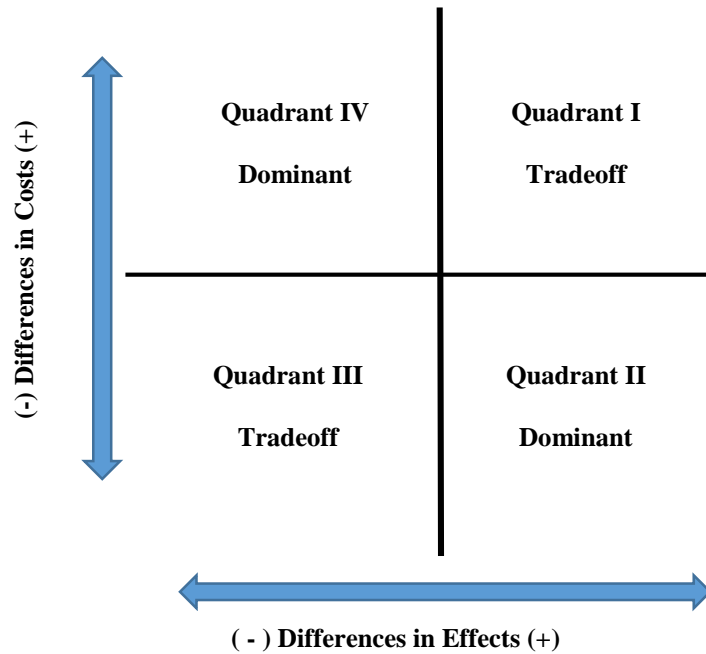 Quadrant IV
Dominant
Quadrant I
Tradeoff
(-) Differences in Costs (+)
Quadrant III
Tradeoff
Quadrant II
Dominant
( - ) Differences in Effects (+)